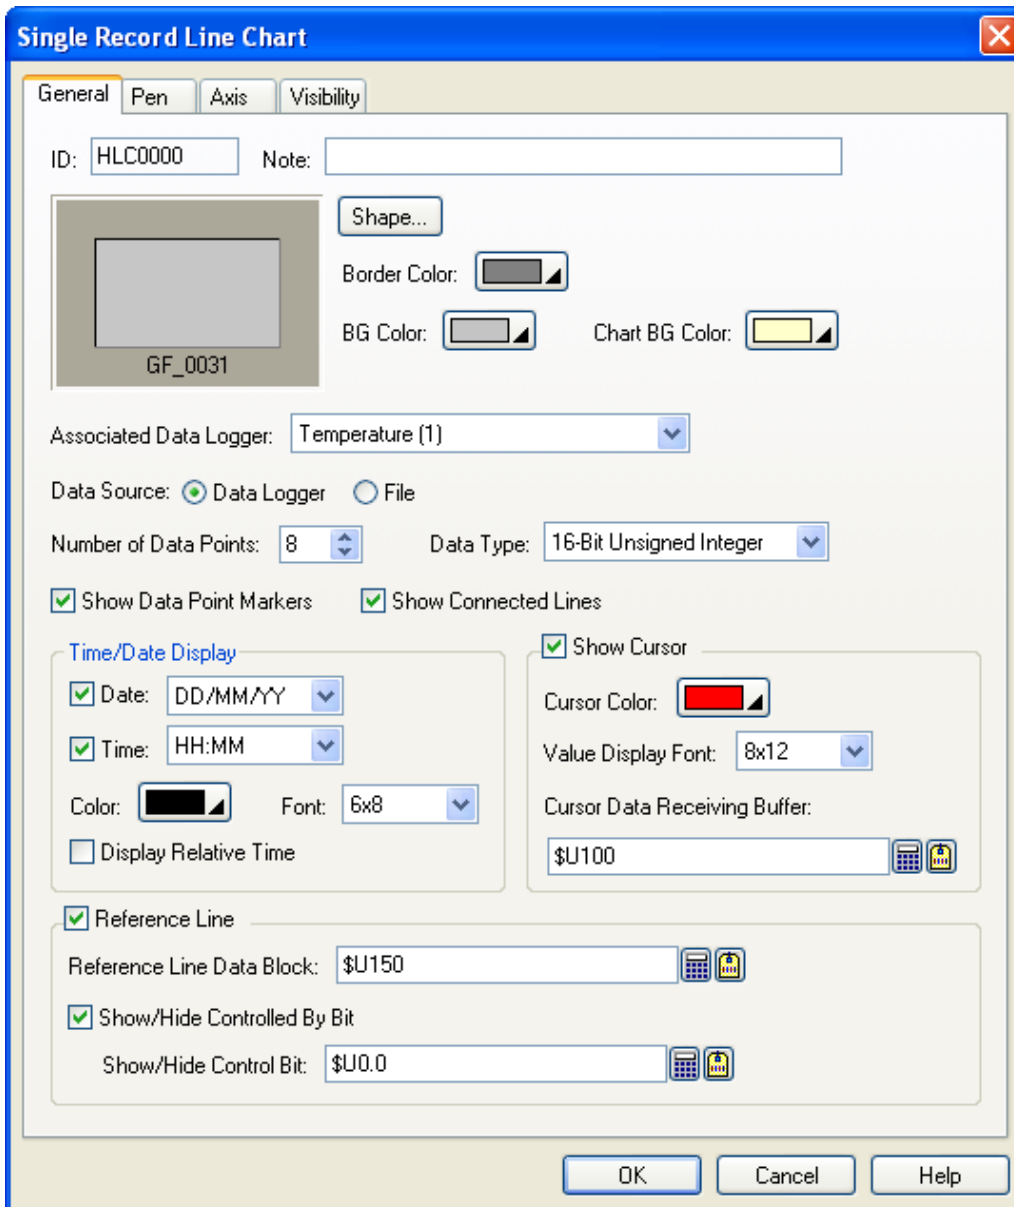 Single Record Line Chart
General Pen Axis Visibility
ID: HLC0000 Note:
Shape...
Border Color:
BG Color: Chart BG Color:
GF_0031
Associated Data Logger: Temperature (1)
Data Source: Data Logger File
Number of Data Points: 8 Data Type: 16-Bit Unsigned Integer
Show Data Point Markers Show Connected Lines
Time/Date Display
Date: DD/MM/YY
Time: HH:MM
Color: Font: 6x8
Display Relative Time
Show Cursor
Cursor Color:
Value Display Font: 8x12
Cursor Data Receiving Buffer:
$U100
Reference Line
Reference Line Data Block: $U150
Show/Hide Controlled By Bit
Show/Hide Control Bit: $U0.0
OK Cancel Help